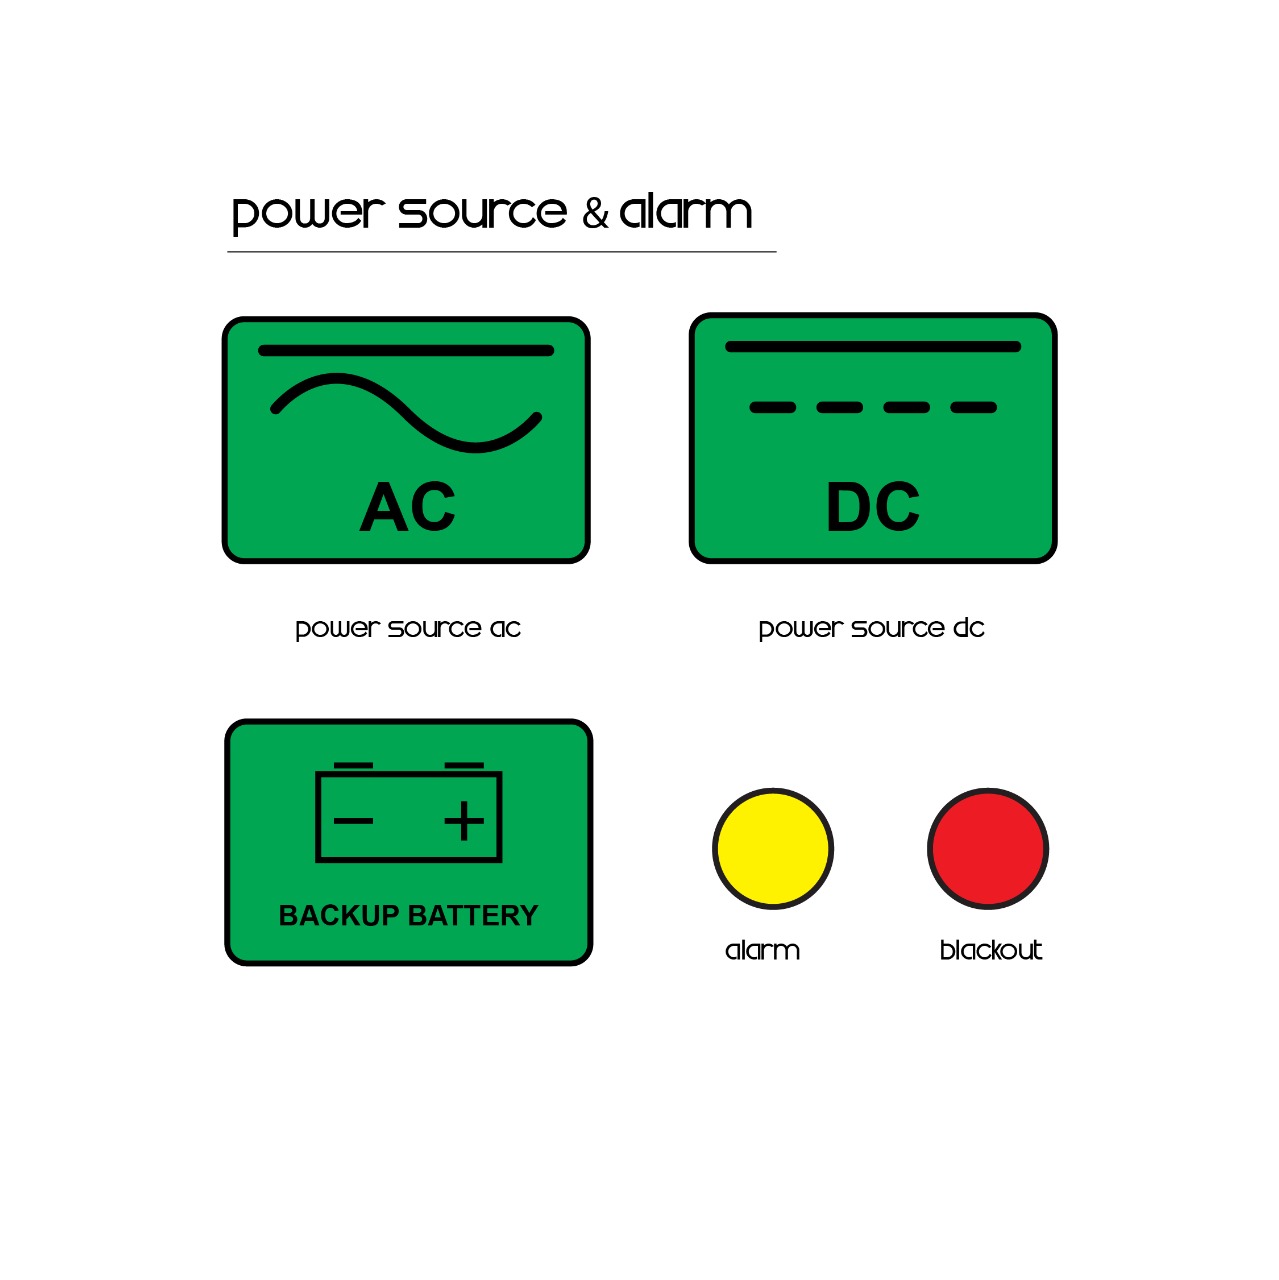 power source & alarm
AC
DC
power source ac
power source dc
BACKUP BATTERY
alarm
blackout